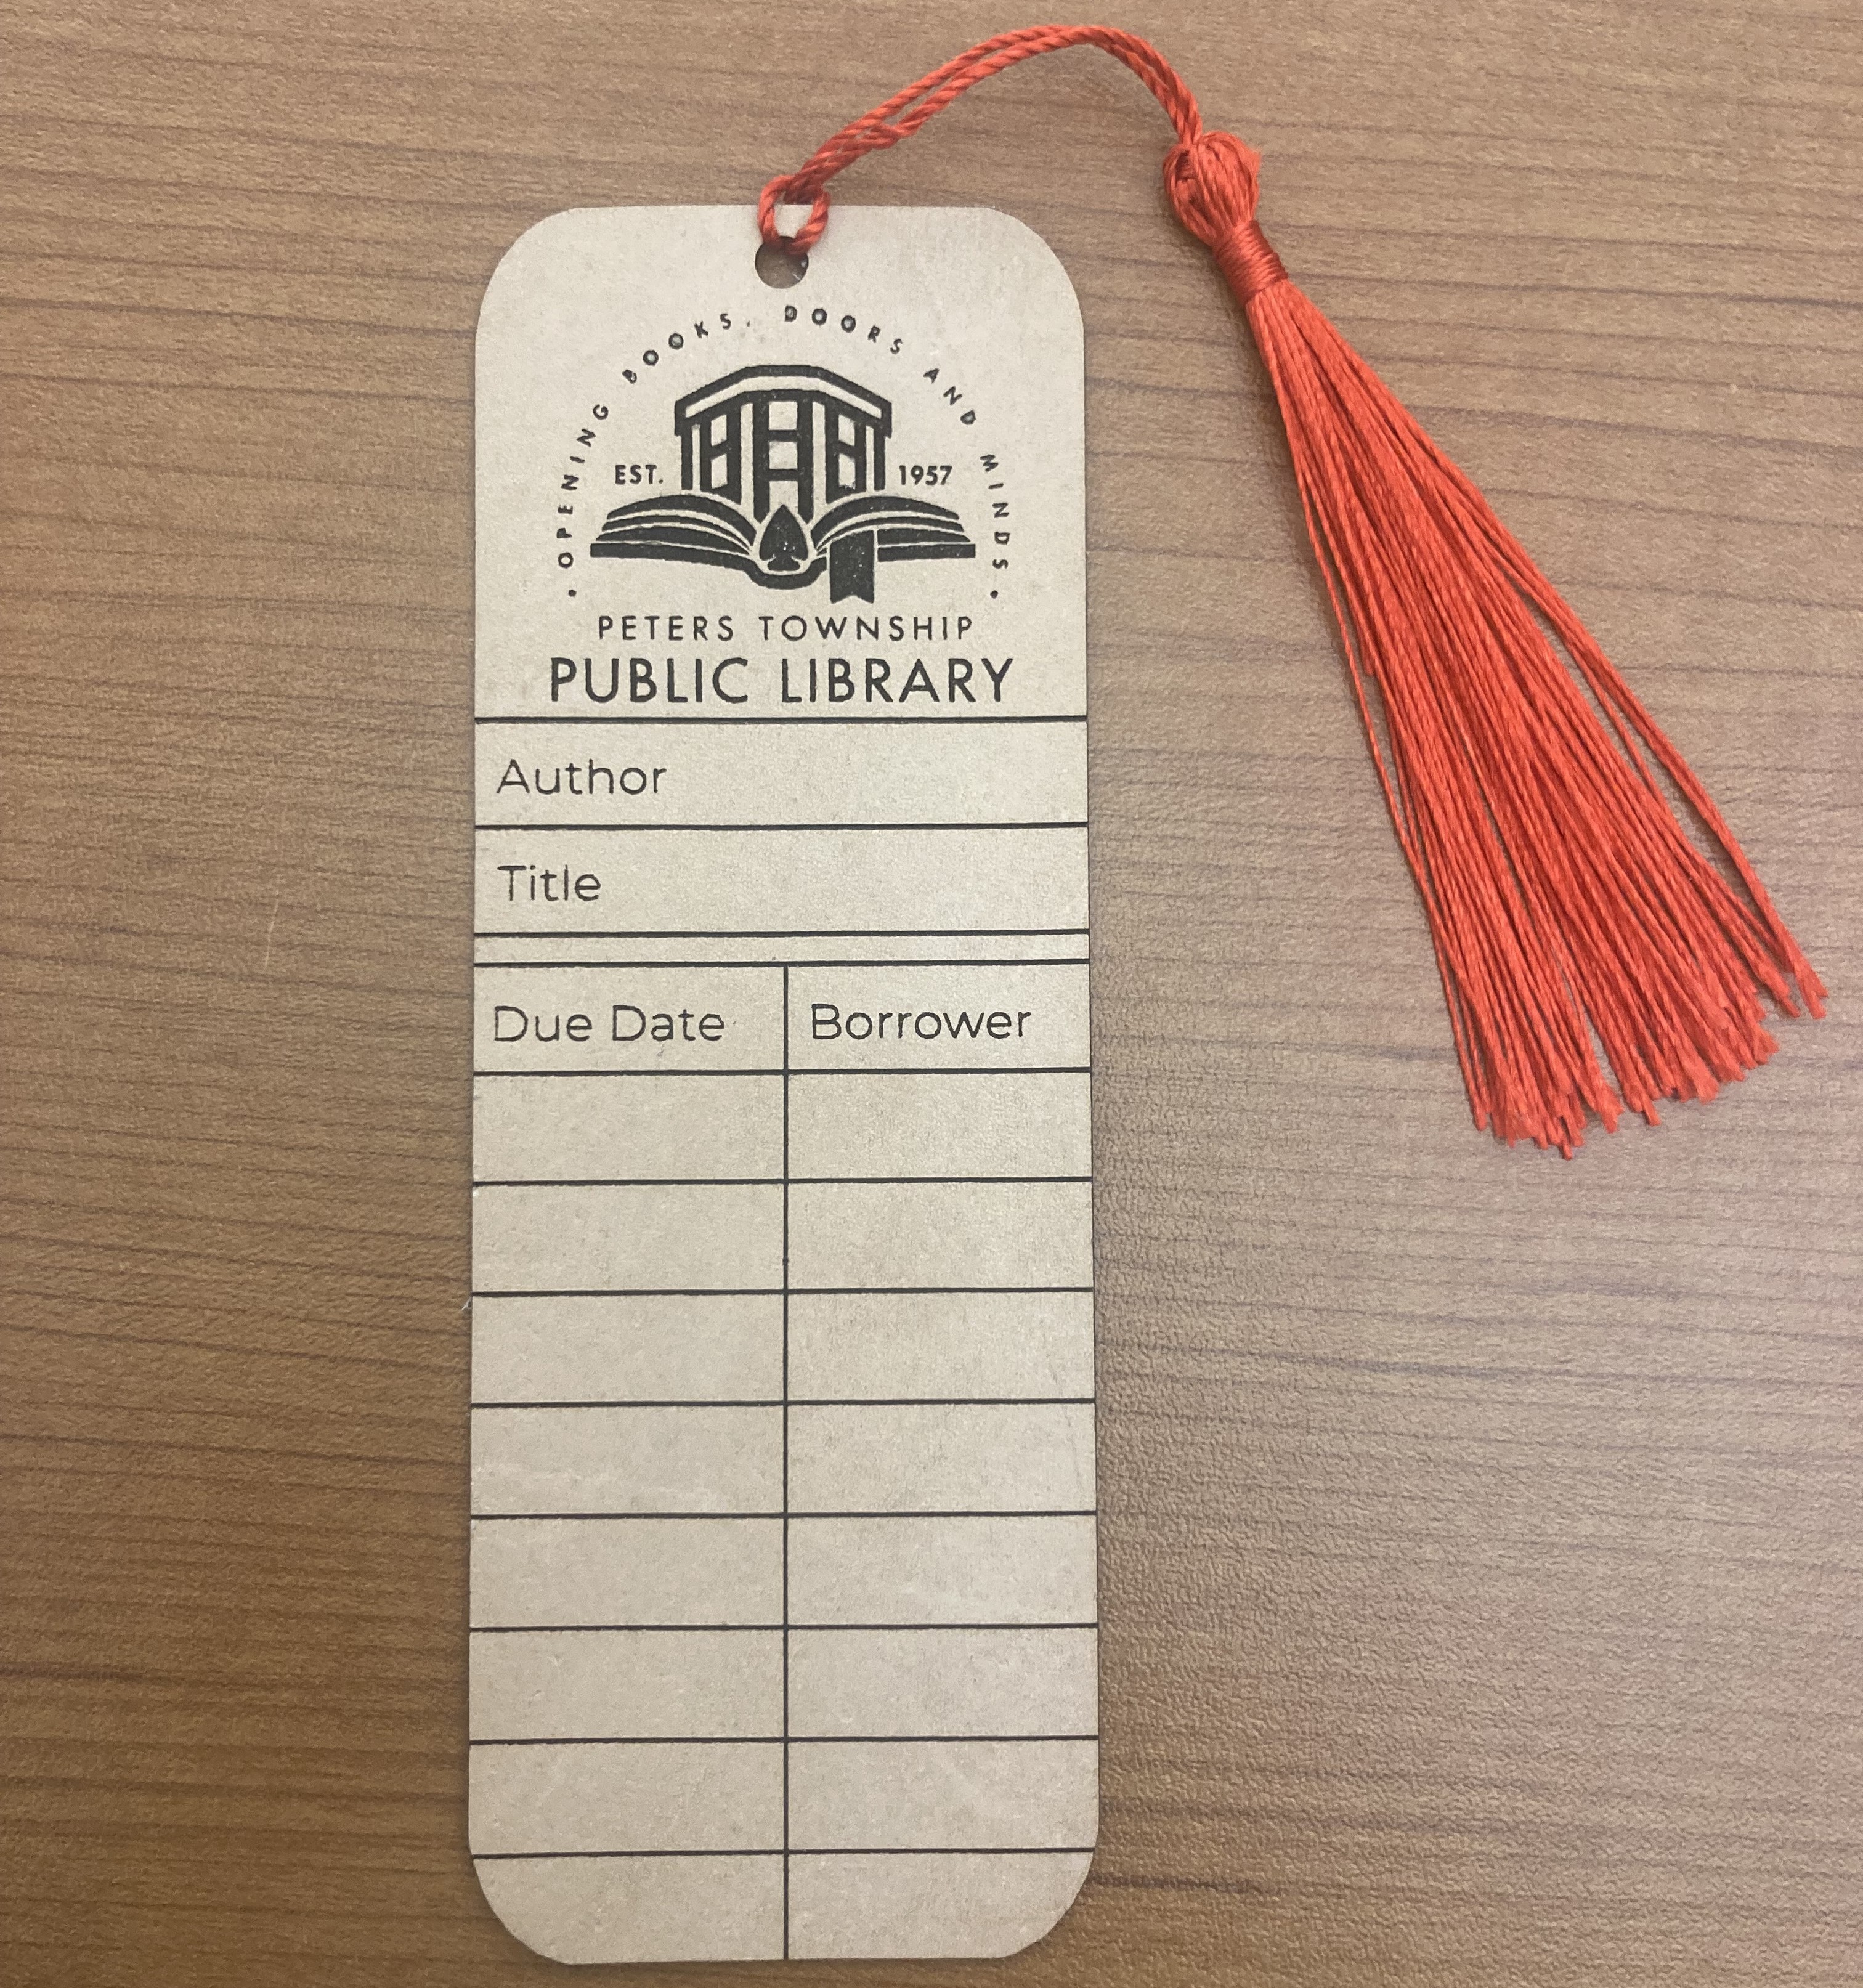 · OPENING BOOKS, DOORS AND MINDS ·
EST. 1957
PETERS TOWNSHIP
PUBLIC LIBRARY
Author
Title
Due Date Borrower